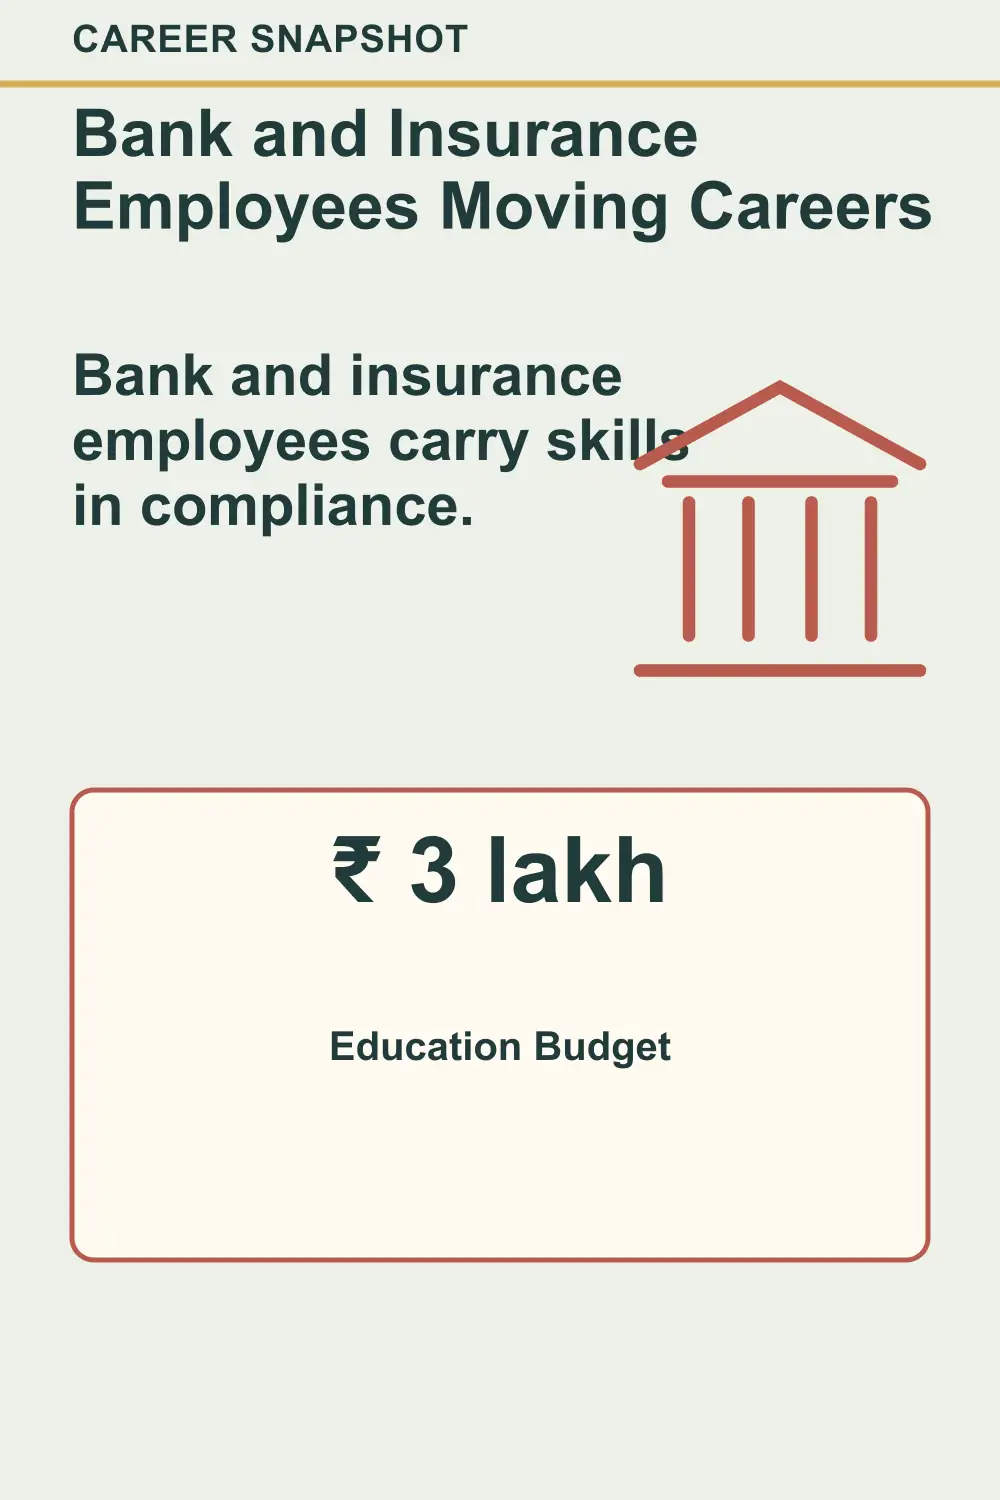 CAREER SNAPSHOT
Bank and Insurance
Employees Moving Careers
Bank and insurance
employees carry skills
in compliance.
₹ 3 lakh
Education Budget